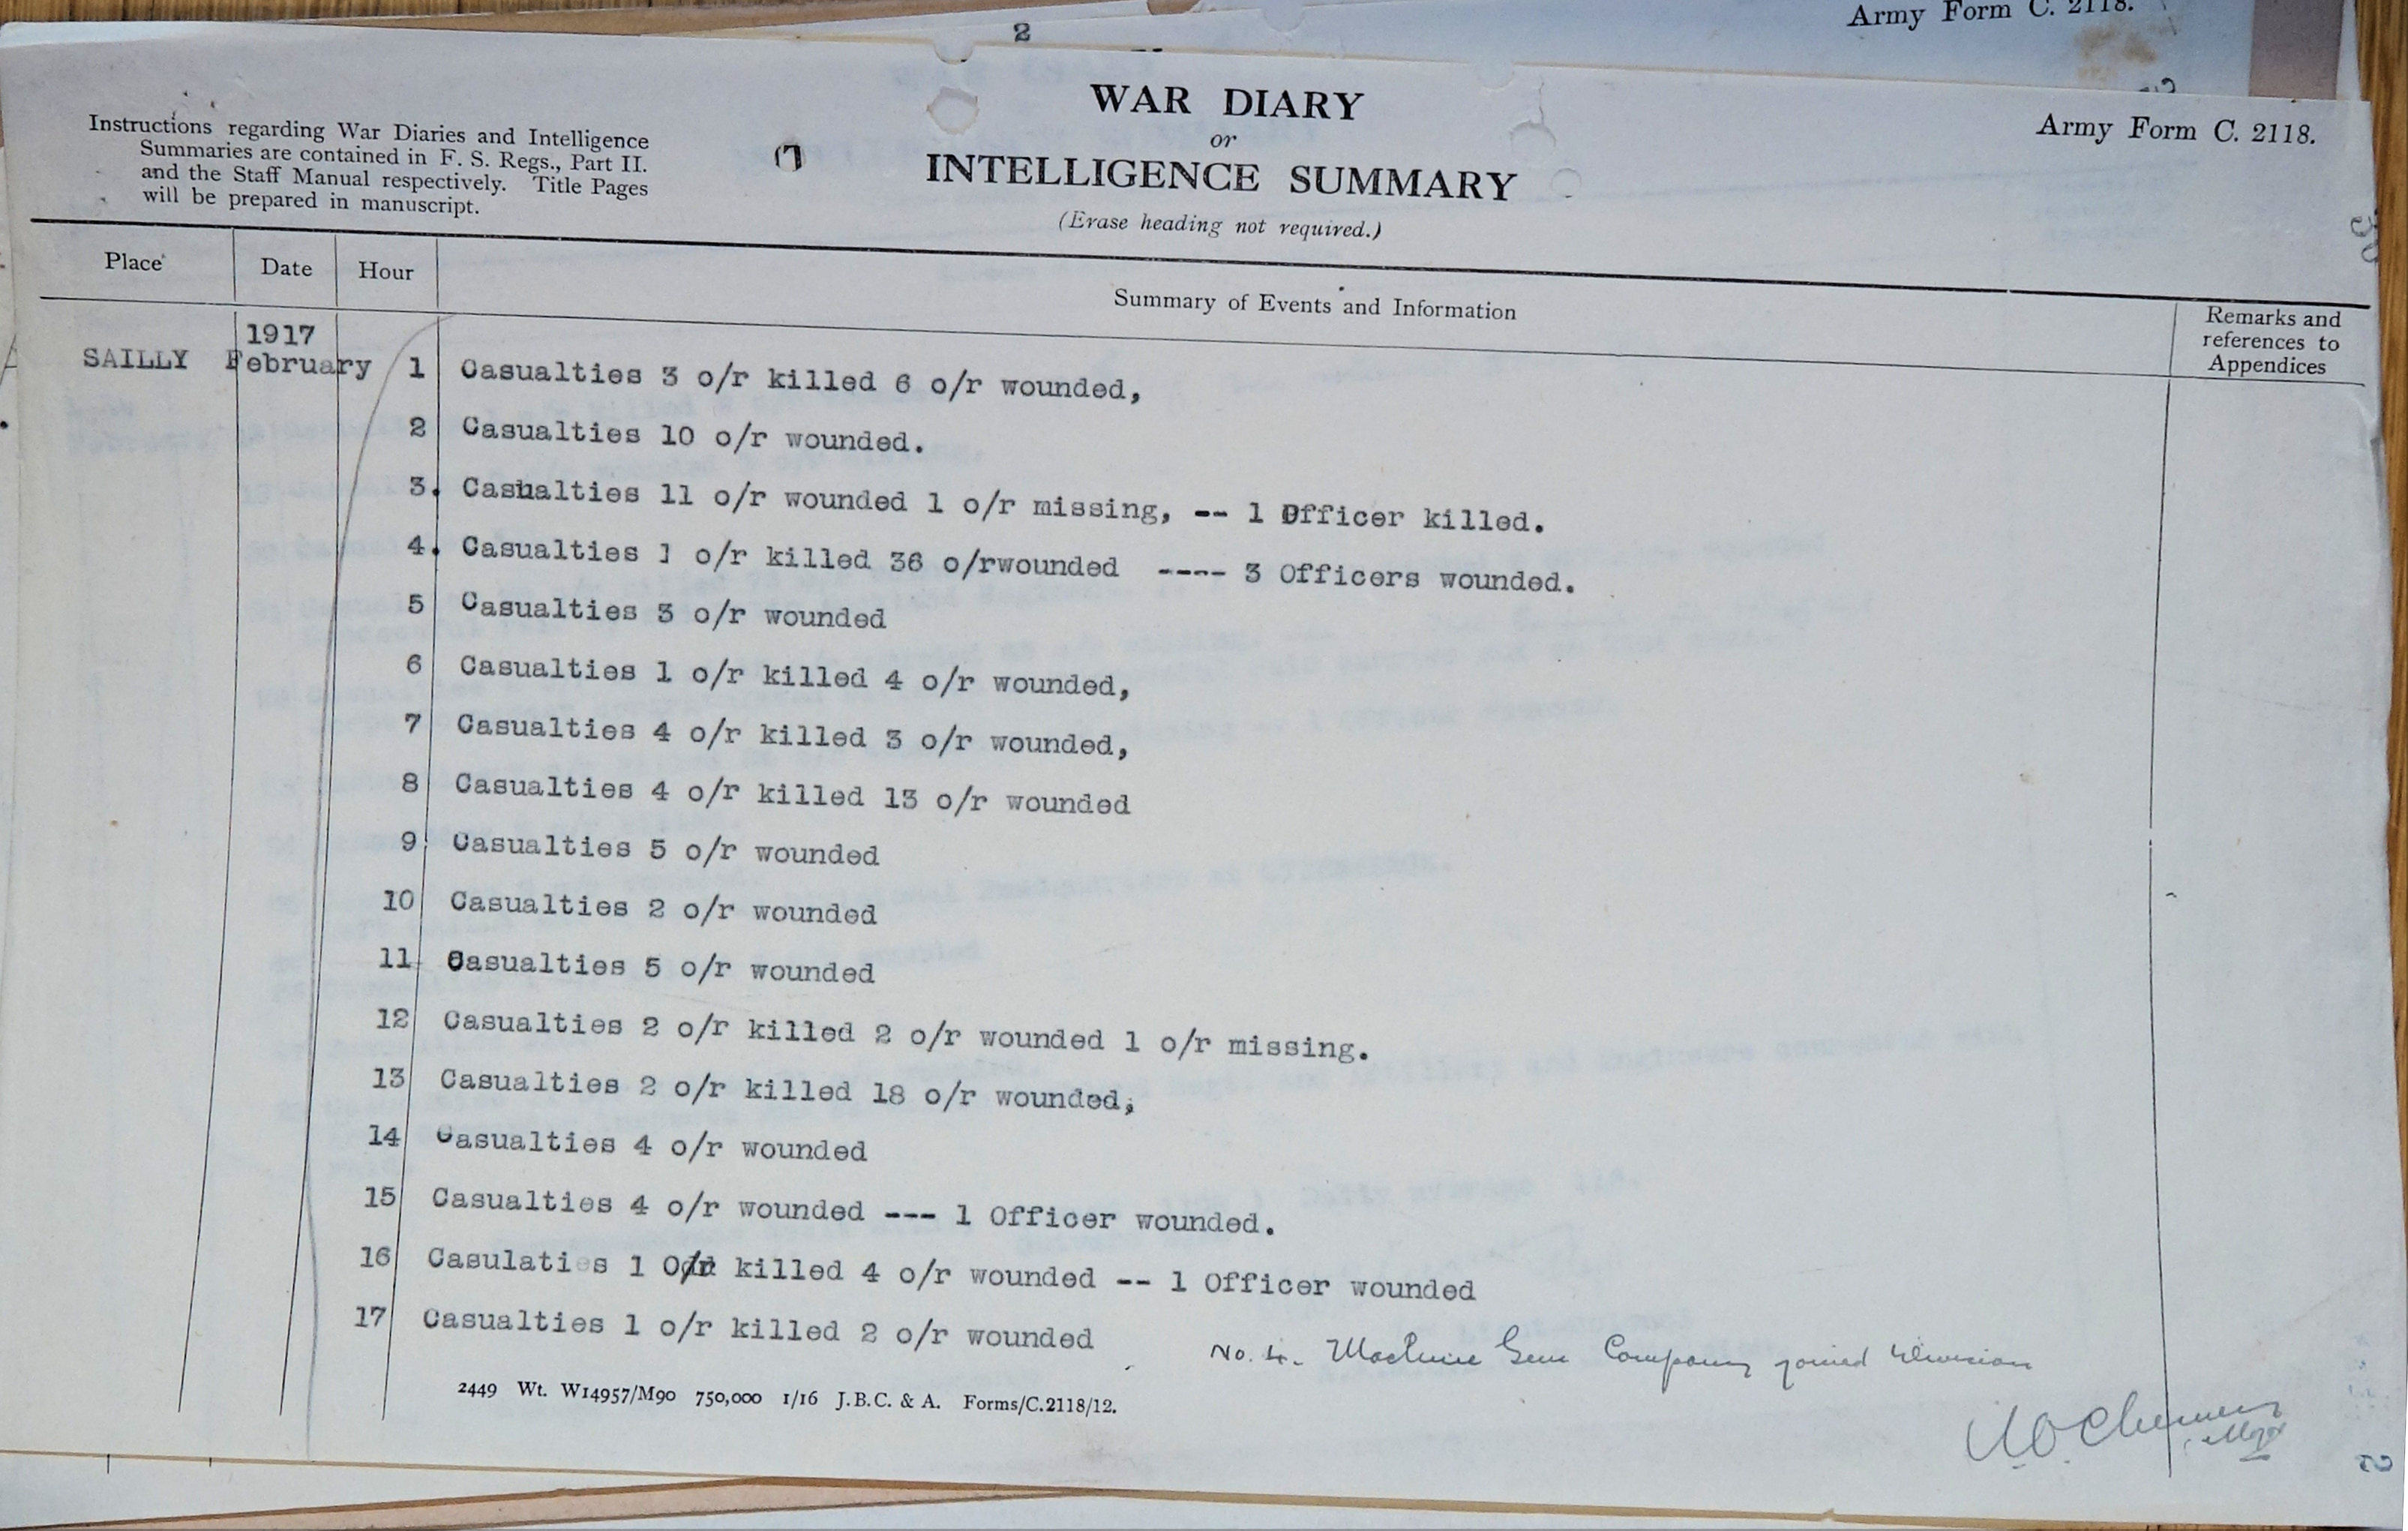 2
Army Form C. 2118.
WAR DIARY
or
INTELLIGENCE SUMMARY
(Erase heading not required.)
Army Form C. 2118.
Instructions regarding War Diaries and Intelligence
Summaries are contained in F. S. Regs., Part II.
and the Staff Manual respectively. Title Pages
will be prepared in manuscript.
Place Date Hour Summary of Events and Information Remarks and
references to
Appendices
1917
SAILLY February 1 Casualties 3 o/r killed 6 o/r wounded,
2 Casualties 10 o/r wounded.
3. Casualties 11 o/r wounded 1 o/r missing, -- 1 Officer killed.
4. Casualties 1 o/r killed 36 o/rwounded ---- 3 Officers wounded.
5 Casualties 3 o/r wounded
6 Casualties 1 o/r killed 4 o/r wounded,
7 Casualties 4 o/r killed 3 o/r wounded,
8 Casualties 4 o/r killed 13 o/r wounded
9 Casualties 5 o/r wounded
10 Casualties 2 o/r wounded
11 Casualties 5 o/r wounded
12 Casualties 2 o/r killed 2 o/r wounded 1 o/r missing.
13 Casualties 2 o/r killed 18 o/r wounded,
14 Casualties 4 o/r wounded
15 Casualties 4 o/r wounded --- 1 Officer wounded.
16 Casulaties 1 O/r killed 4 o/r wounded -- 1 Officer wounded
17 Casualties 1 o/r killed 2 o/r wounded
No. 4. Machine Gun Company joined Division
2449 Wt. W14957/M90 750,000 1/16 J.B.C. & A. Forms/C.2118/12.
Major